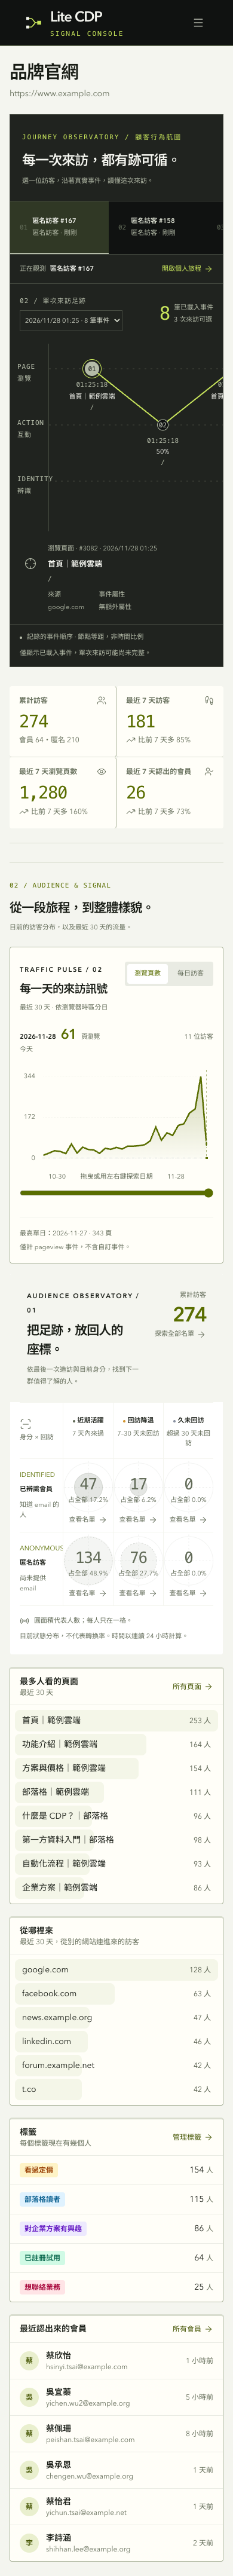 Lite CDP
SIGNAL CONSOLE
品牌官網
https://www.example.com
JOURNEY OBSERVATORY / 顧客行為航圖
每一次來訪，都有跡可循。
選一位訪客，沿著真實事件，讀懂這次來訪。
01
匿名訪客 #167
匿名訪客 · 剛剛
02
匿名訪客 #158
匿名訪客 · 剛剛
正在觀測 匿名訪客 #167
開啟個人旅程 →
02 / 單次來訪足跡
2026/11/28 01:25 · 8 筆事件
8 筆已載入事件
3 次來訪可選
PAGE
瀏覽
01
01:25:18
首頁｜範例雲端
/
ACTION
互動
02
01:25:18
50%
/
IDENTITY
辨識
瀏覽頁面 · #3082 · 2026/11/28 01:25
首頁｜範例雲端
/
來源
google.com
事件屬性
無額外屬性
記錄的事件順序 · 節點等距，非時間比例
僅顯示已載入事件，單次來訪可能尚未完整。
累計訪客
274
會員 64 · 匿名 210
最近 7 天訪客
181
比前 7 天多 85%
最近 7 天瀏覽頁數
1,280
比前 7 天多 160%
最近 7 天認出的會員
26
比前 7 天多 73%
02 / AUDIENCE & SIGNAL
從一段旅程，到整體樣貌。
目前的訪客分布，以及最近 30 天的流量。
TRAFFIC PULSE / 02
每一天的來訪訊號
最近 30 天 · 依瀏覽器時區分日
瀏覽頁數
每日訪客
2026-11-28 61 頁瀏覽
今天
11 位訪客
344
172
0
10-30
拖曳或用左右鍵探索日期
11-28
最高單日：2026-11-27 · 343 頁
僅計 pageview 事件，不含自訂事件。
AUDIENCE OBSERVATORY /
01
把足跡，放回人的
座標。
依最後一次造訪與目前身分，找到下一
群值得了解的人。
累計訪客
274
探索全部名單 →
身分 × 回訪
近期活躍
7 天內來過
回訪降溫
7–30 天未回訪
久未回訪
超過 30 天未回
訪
IDENTIFIED
已辨識會員
知道 email 的
人
47
占全部 17.2%
查看名單 →
17
占全部 6.2%
查看名單 →
0
占全部 0.0%
查看名單 →
ANONYMOUS
匿名訪客
尚未提供
email
134
占全部 48.9%
查看名單 →
76
占全部 27.7%
查看名單 →
0
占全部 0.0%
查看名單 →
圓面積代表人數；每人只在一格。
目前狀態分布，不代表轉換率。時間以連續 24 小時計算。
最多人看的頁面
最近 30 天
所有頁面 →
首頁｜範例雲端 253 人
功能介紹｜範例雲端 164 人
方案與價格｜範例雲端 154 人
部落格｜範例雲端 111 人
什麼是 CDP？｜部落格 96 人
第一方資料入門｜部落格 98 人
自動化流程｜範例雲端 93 人
企業方案｜範例雲端 86 人
從哪裡來
最近 30 天，從別的網站連進來的訪客
google.com 128 人
facebook.com 63 人
news.example.org 47 人
linkedin.com 46 人
forum.example.net 42 人
t.co 42 人
標籤
每個標籤現在有幾個人
管理標籤 →
看過定價 154 人
部落格讀者 115 人
對企業方案有興趣 86 人
已註冊試用 64 人
想聯絡業務 25 人
最近認出來的會員
所有會員 →
蔡
蔡欣怡
hsinyi.tsai@example.com
1 小時前
吳
吳宜蓁
yichen.wu2@example.org
5 小時前
蔡
蔡佩珊
peishan.tsai@example.com
8 小時前
吳
吳承恩
chengen.wu@example.org
1 天前
蔡
蔡怡君
yichun.tsai@example.net
1 天前
李
李詩涵
shihhan.lee@example.org
2 天前